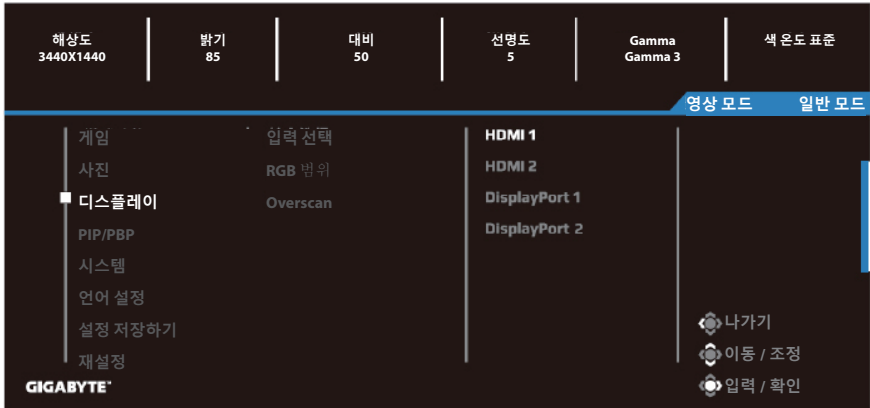 해상도
3440X1440
밝기
85
대비
50
선명도
5
Gamma
Gamma 3
색 온도 표준
영상 모드 일반 모드
게임
사진
디스플레이
PIP/PBP
시스템
언어 설정
설정 저장하기
재설정
입력 선택
RGB 범위
Overscan
HDMI 1
HDMI 2
DisplayPort 1
DisplayPort 2
나가기
이동 / 조정
입력 / 확인
GIGABYTE™